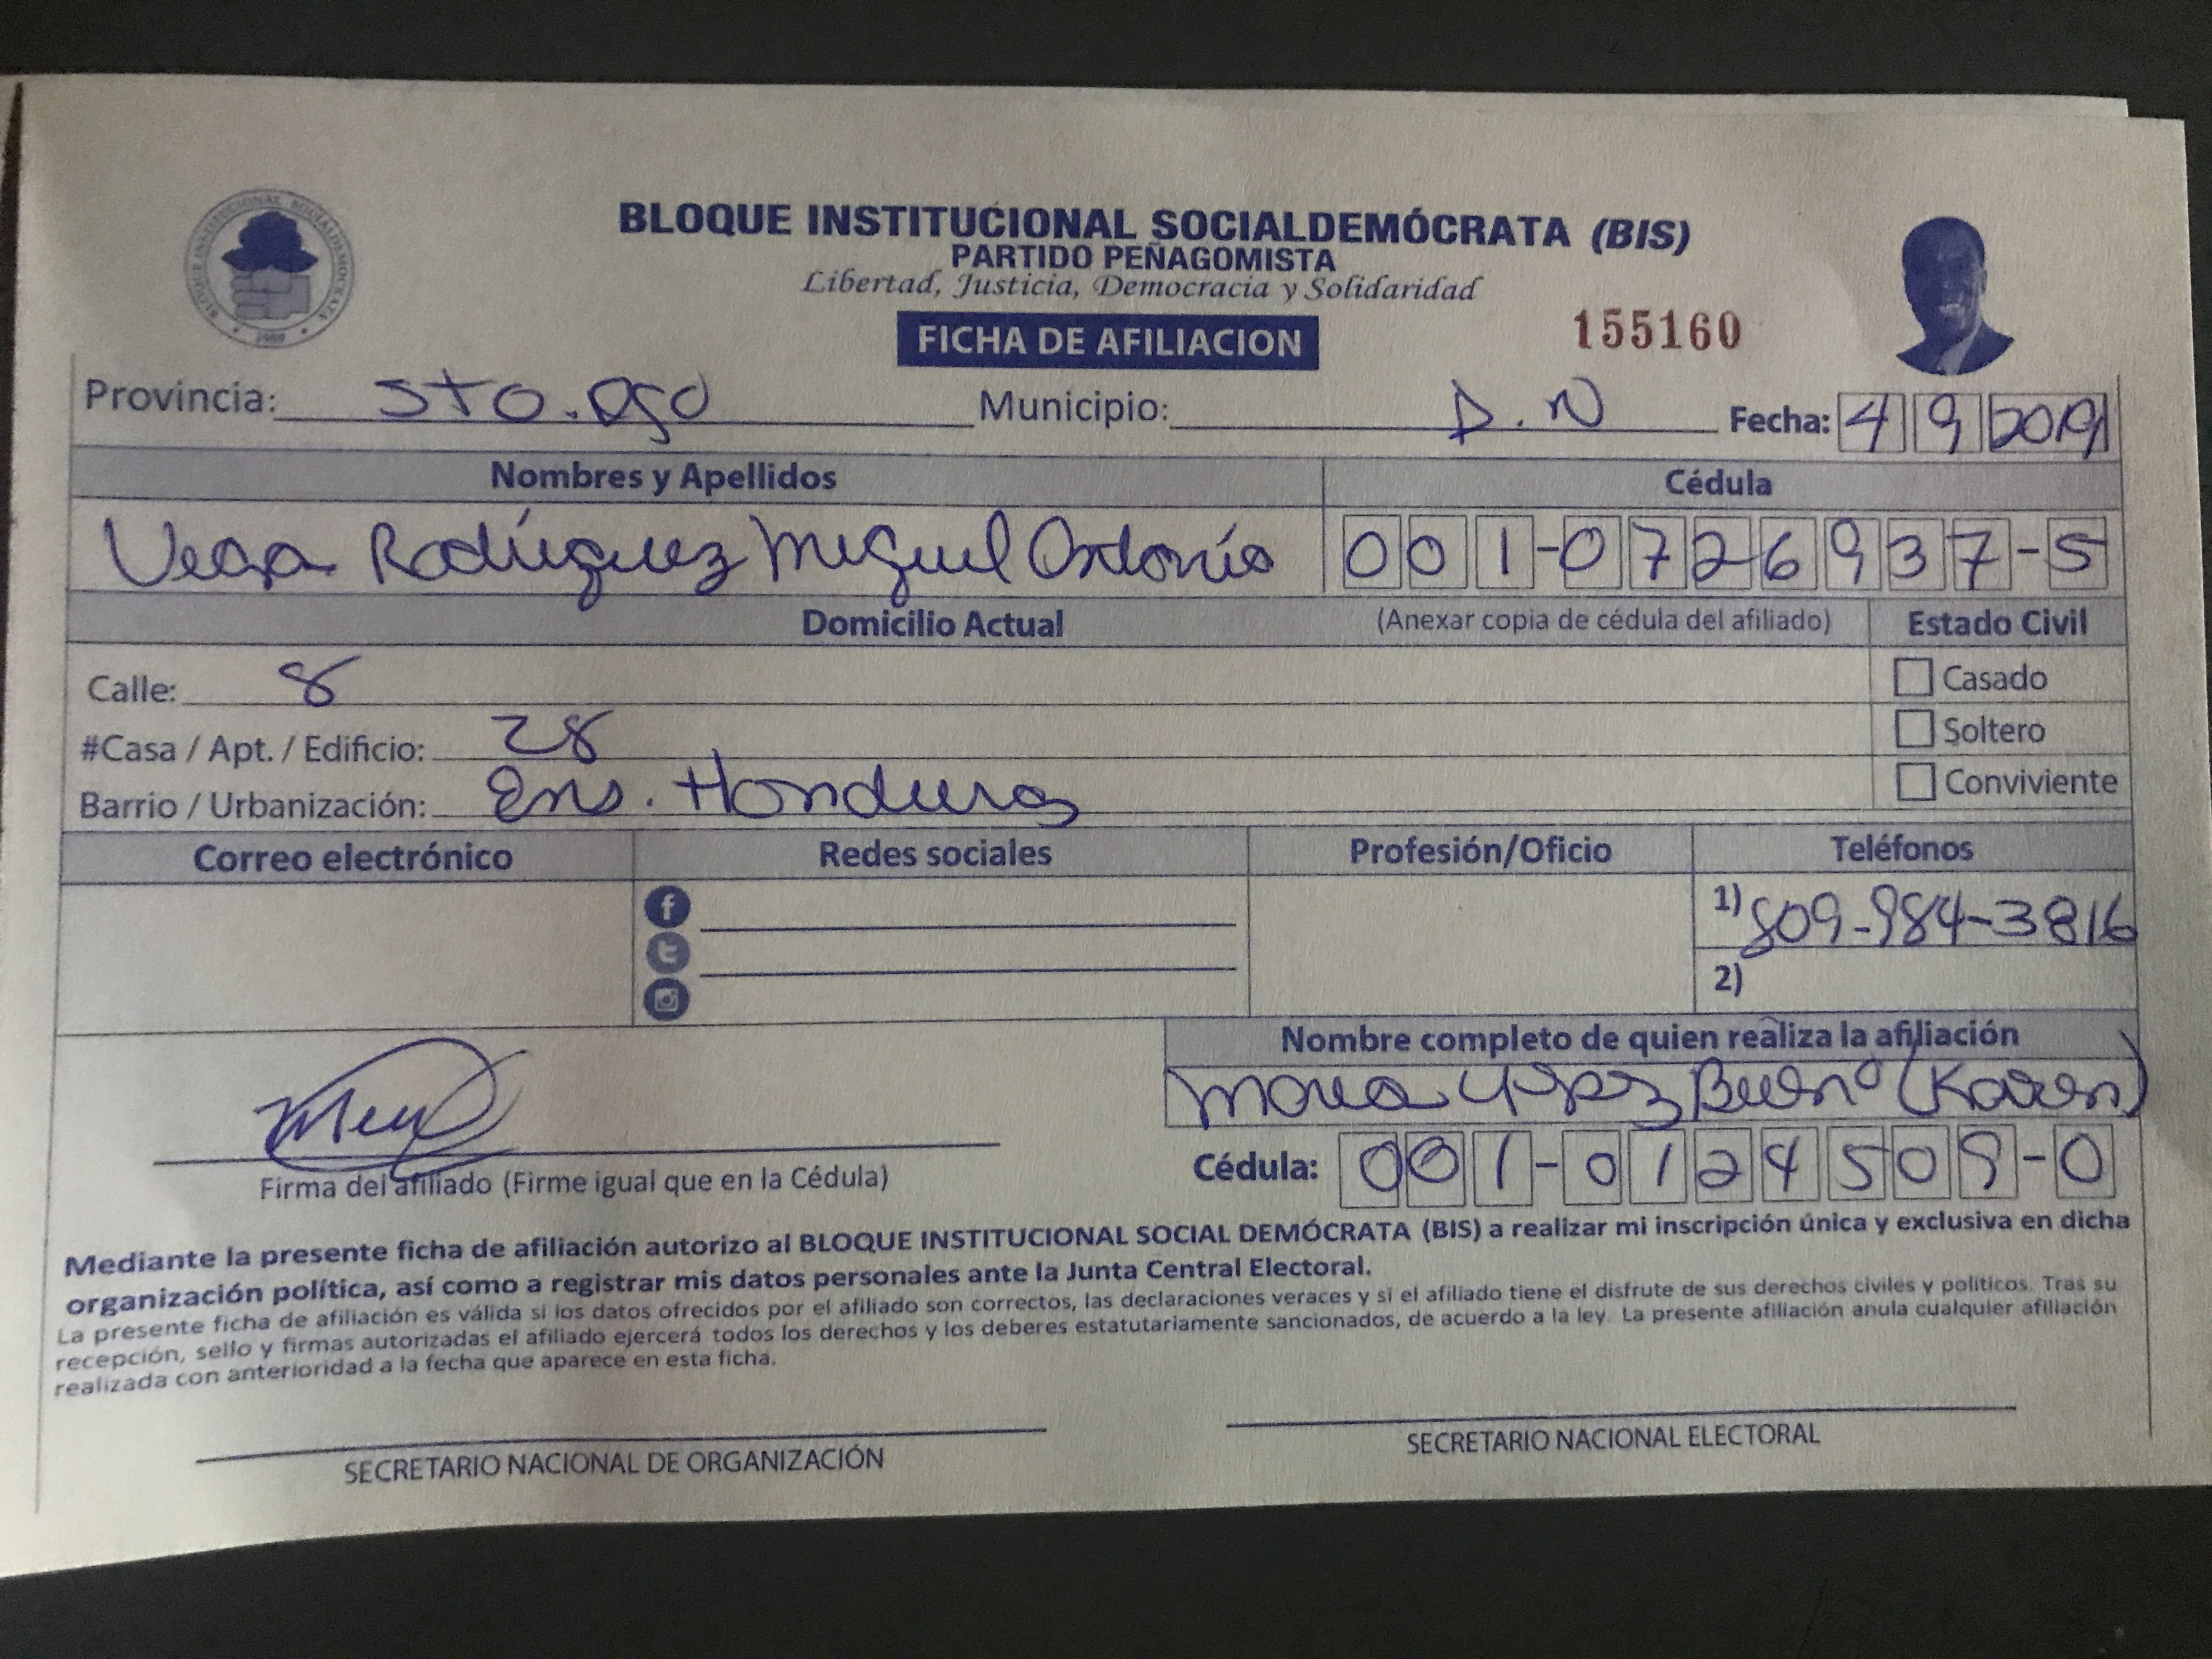 BLOQUE INSTITUCIONAL SOCIALDEMÓCRATA
1989
BLOQUE INSTITUCIONAL SOCIALDEMÓCRATA (BIS)
PARTIDO PEÑAGOMISTA
Libertad, Justicia, Democracia y Solidaridad
FICHA DE AFILIACION
155160
Provincia: STO. Dgo Municipio: D.N Fecha: 4 9 2019
Nombres y Apellidos Cédula
Vega Rodríguez Miguel Antonio 001-0726937-5
Domicilio Actual (Anexar copia de cédula del afiliado) Estado Civil
Calle: 8 Casado
#Casa / Apt. / Edificio: 28 Soltero
Barrio / Urbanización: Ens. Honduras Conviviente
Correo electrónico Redes sociales Profesión/Oficio Teléfonos
1) 809-984-3816
2)
Nombre completo de quien realiza la afiliación
Bueno (Karen)
Cédula: 001-0124509-0
Firma del afiliado (Firme igual que en la Cédula)
Mediante la presente ficha de afiliación autorizo al BLOQUE INSTITUCIONAL SOCIAL DEMÓCRATA (BIS) a realizar mi inscripción única y exclusiva en dicha
organización política, así como a registrar mis datos personales ante la Junta Central Electoral.
La presente ficha de afiliación es válida si los datos ofrecidos por el afiliado son correctos, las declaraciones veraces y si el afiliado tiene el disfrute de sus derechos civiles y políticos. Tras su
recepción, sello y firmas autorizadas el afiliado ejercerá todos los derechos y los deberes estatutariamente sancionados, de acuerdo a la ley. La presente afiliación anula cualquier afiliación
realizada con anterioridad a la fecha que aparece en esta ficha.
SECRETARIO NACIONAL DE ORGANIZACIÓN SECRETARIO NACIONAL ELECTORAL